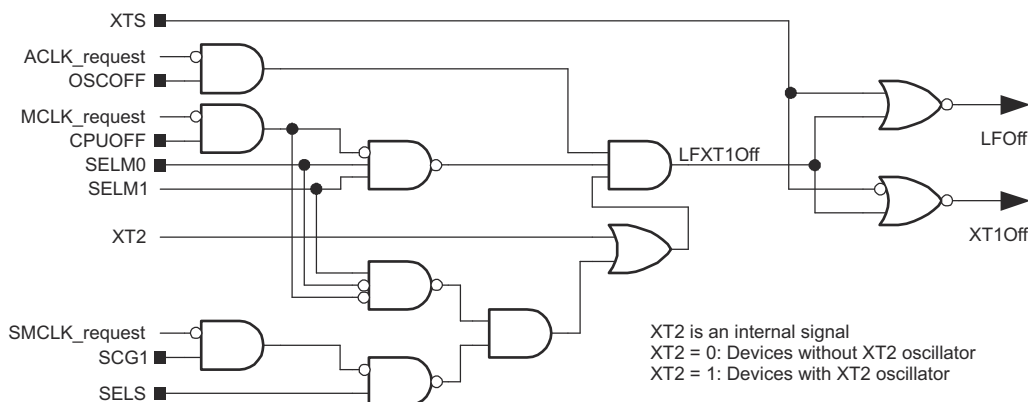 XTS
ACLK_request
OSCOFF
MCLK_request
CPUOFF
SELM0
SELM1
XT2
SMCLK_request
SCG1
SELS
LFXT1Off
LFOff
XT1Off
XT2 is an internal signal
XT2 = 0: Devices without XT2 oscillator
XT2 = 1: Devices with XT2 oscillator